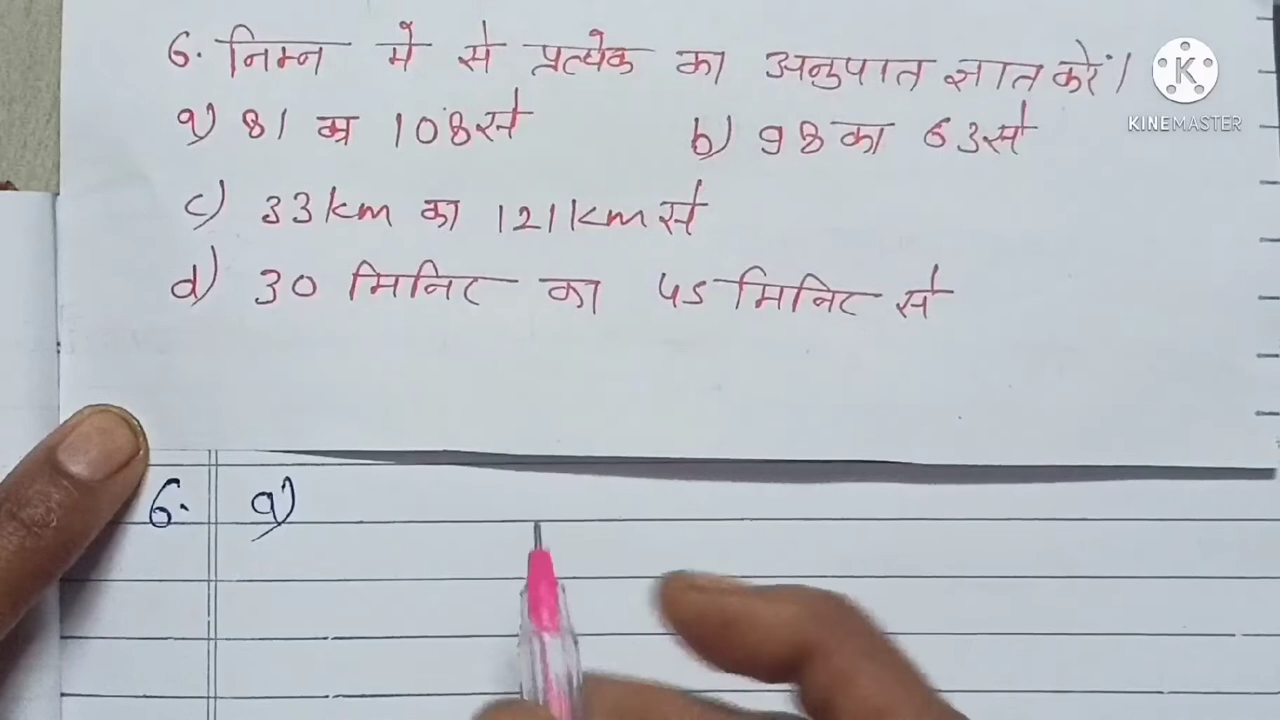 6. निम्न में से प्रत्येक का अनुपात ज्ञात करें।
a) 81 का 108 से b) 98 का 63 से
c) 33 km का 121 km से
d) 30 मिनिट का 45 मिनिट से
6. a)
K
KINEMASTER